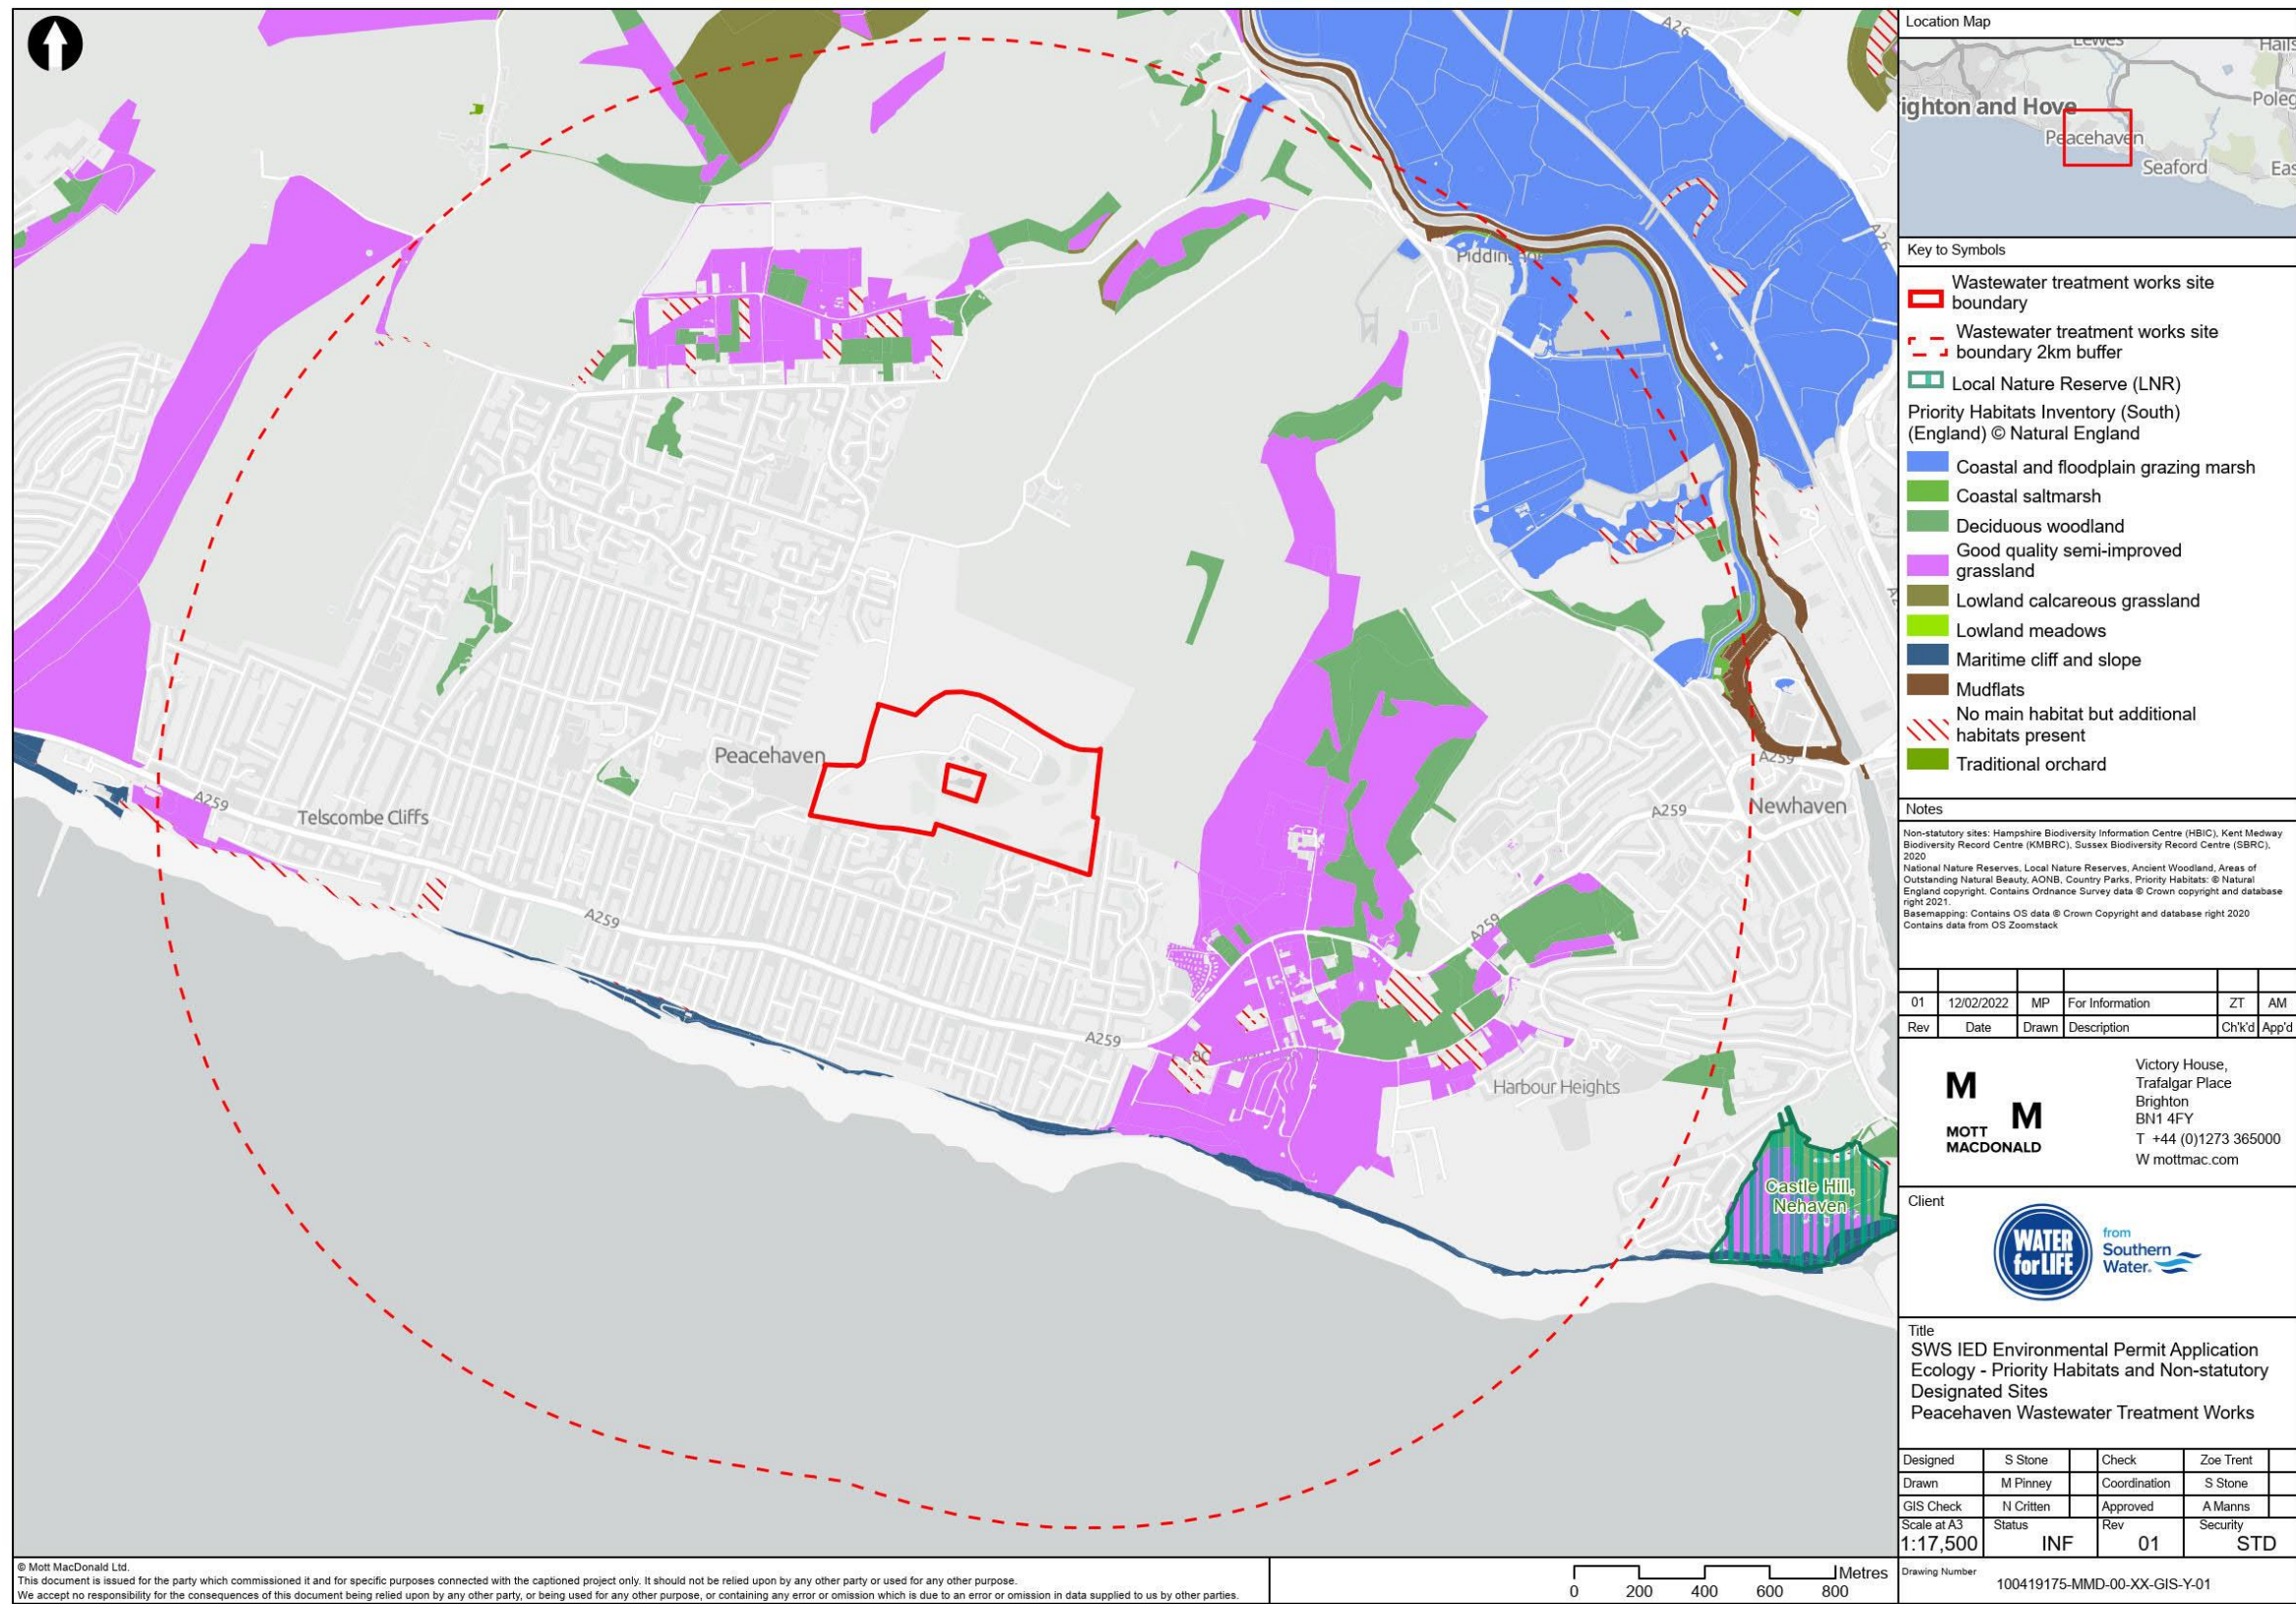 A26
A26
Piddin
Peacehaven
Telscombe Cliffs
A259
A259
A259
A259
A259
A259
Newhaven
Harbour Heights
Castle Hill,
Nehaven
Location Map
Lewes
Hails
ighton and Hove
Peacehaven
Poleg
Seaford
Eas
Key to Symbols
Wastewater treatment works site
boundary
Wastewater treatment works site
boundary 2km buffer
Local Nature Reserve (LNR)
Priority Habitats Inventory (South)
(England) © Natural England
Coastal and floodplain grazing marsh
Coastal saltmarsh
Deciduous woodland
Good quality semi-improved
grassland
Lowland calcareous grassland
Lowland meadows
Maritime cliff and slope
Mudflats
No main habitat but additional
habitats present
Traditional orchard
Notes
Non-statutory sites: Hampshire Biodiversity Information Centre (HBIC), Kent Medway
Biodiversity Record Centre (KMBRC), Sussex Biodiversity Record Centre (SBRC),
2020
National Nature Reserves, Local Nature Reserves, Ancient Woodland, Areas of
Outstanding Natural Beauty, AONB, Country Parks, Priority Habitats: © Natural
England copyright. Contains Ordnance Survey data © Crown copyright and database
right 2021.
Basemapping: Contains OS data © Crown Copyright and database right 2020
Contains data from OS Zoomstack
01 12/02/2022 MP For Information ZT AM
Rev Date Drawn Description Ch'k'd App'd
M
M
MOTT
MACDONALD
Victory House,
Trafalgar Place
Brighton
BN1 4FY
T +44 (0)1273 365000
W mottmac.com
Client
WATER
for LIFE
from
Southern
Water.
Title
SWS IED Environmental Permit Application
Ecology - Priority Habitats and Non-statutory
Designated Sites
Peacehaven Wastewater Treatment Works
Designed S Stone Check Zoe Trent
Drawn M Pinney Coordination S Stone
GIS Check N Critten Approved A Manns
Scale at A3 Status Rev Security
1:17,500 INF 01 STD
Drawing Number
100419175-MMD-00-XX-GIS-Y-01
© Mott MacDonald Ltd.
This document is issued for the party which commissioned it and for specific purposes connected with the captioned project only. It should not be relied upon by any other party or used for any other purpose.
We accept no responsibility for the consequences of this document being relied upon by any other party, or being used for any other purpose, or containing any error or omission which is due to an error or omission in data supplied to us by other parties.
Metres
0 200 400 600 800